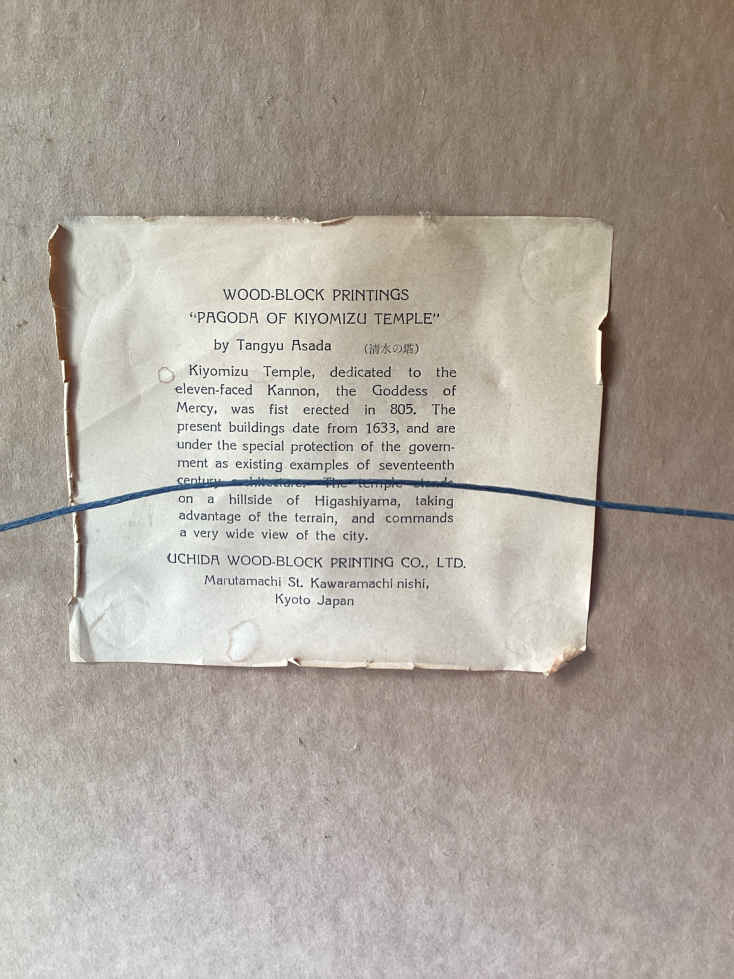 WOOD-BLOCK PRINTINGS
“PAGODA OF KIYOMIZU TEMPLE”
by Tangyu Asada (清水の塔)
Kiyomizu Temple, dedicated to the
eleven-faced Kannon, the Goddess of
Mercy, was fist erected in 805. The
present buildings date from 1633, and are
under the special protection of the govern-
ment as existing examples of seventeenth
century architecture. The temple stands
on a hillside of Higashiyama, taking
advantage of the terrain, and commands
a very wide view of the city.
UCHIDA WOOD-BLOCK PRINTING CO., LTD.
Marutamachi St. Kawaramachi nishi,
Kyoto Japan